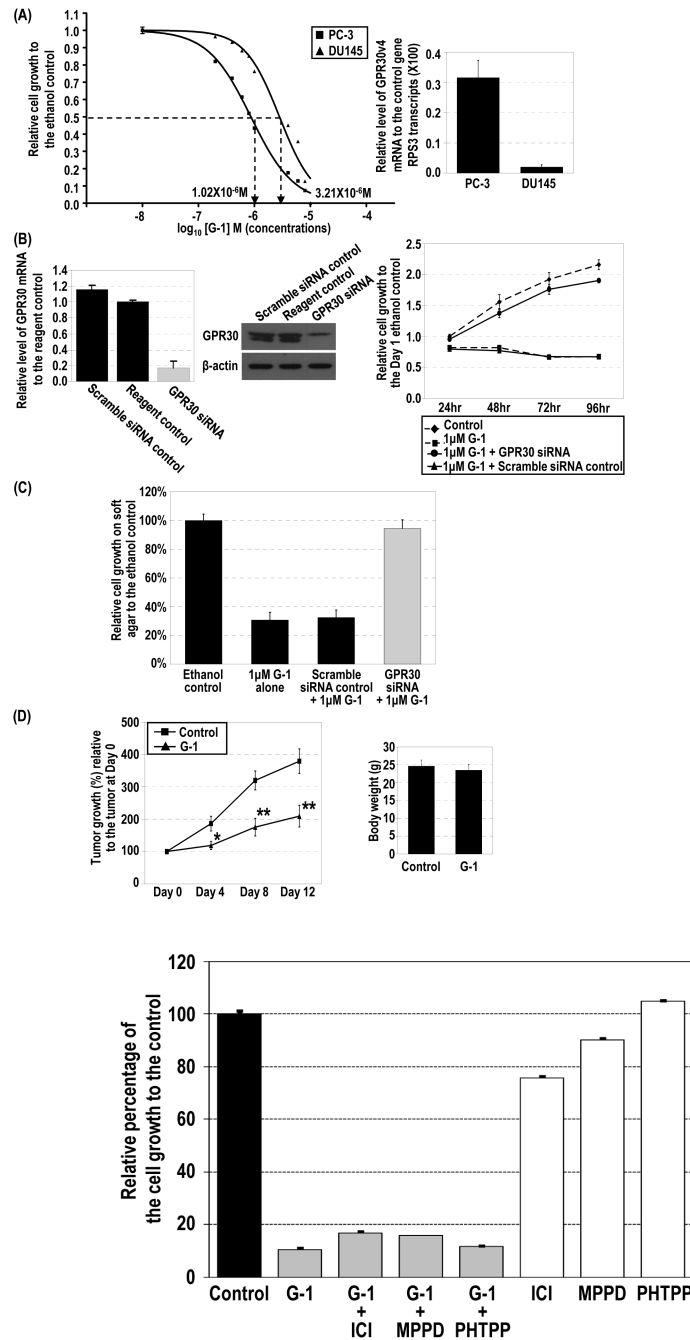 (A)
Relative cell growth to
the ethanol control
1.0
0.9
0.8
0.7
0.6
0.5
0.4
0.3
0.2
0.1
0.0
PC-3
DU145
1.02X10-6M
3.21X10-6M
-8
-7
-6
-5
-4
log10 [G-1] M (concentrations)
Relative level of GPR30v4
mRNA to the control gene
RPS3 transcripts (X100)
0.4
0.3
0.2
0.1
0.0
PC-3
DU145
(B)
Relative level of GPR30 mRNA
to the reagent control
1.4
1.2
1.0
0.8
0.6
0.4
0.2
0.0
Scramble siRNA control
Reagent control
GPR30 siRNA
Scramble siRNA control
Reagent control
GPR30 siRNA
GPR30
β-actin
Relative cell growth to
the Day 1 ethanol control
2.5
2.0
1.5
1.0
0.5
0.0
24hr
48hr
72hr
96hr
Control
1µM G-1
1µM G-1 + GPR30 siRNA
1µM G-1 + Scramble siRNA control
(C)
Relative cell growth on soft
agar to the ethanol control
120%
100%
80%
60%
40%
20%
0%
Ethanol
control
1µM G-1
alone
Scramble
siRNA control
+ 1µM G-1
GPR30
siRNA
+ 1µM G-1
(D)
Tumor growth (%) relative
to the tumor at Day 0
500
400
300
200
100
0
Control
G-1
*
**
**
Day 0
Day 4
Day 8
Day 12
Body weight (g)
30
25
20
15
10
5
0
Control
G-1
Relative percentage of
the cell growth to the control
120
100
80
60
40
20
0
Control
G-1
G-1
+
ICI
G-1
+
MPPD
G-1
+
PHTPP
ICI
MPPD
PHTPP